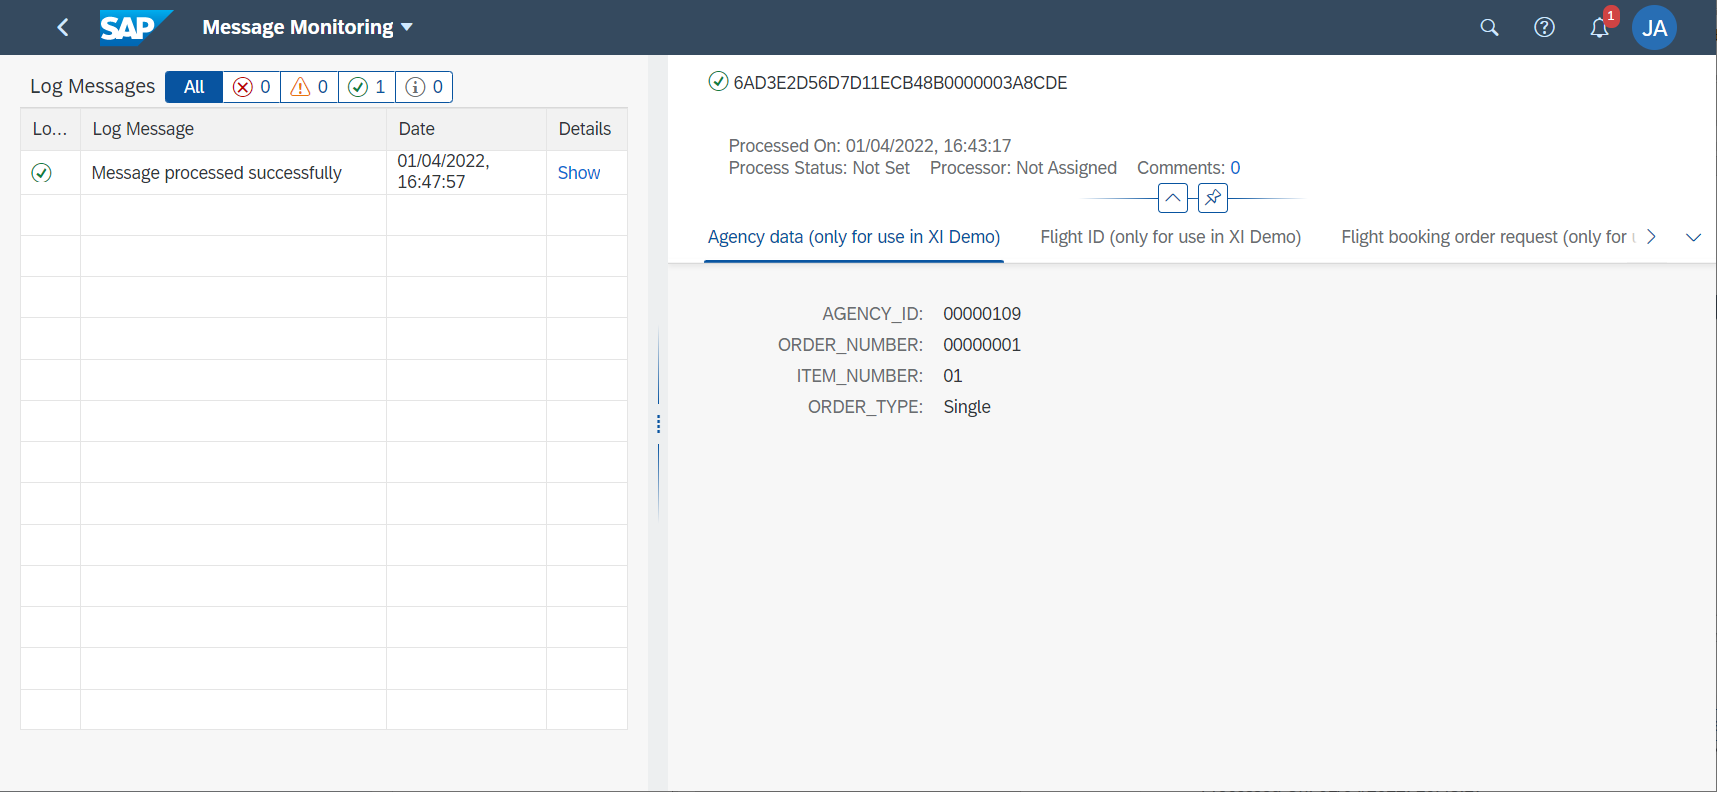 SAP Message Monitoring
1
JA
Log Messages All 0 0 1 0
Lo... Log Message Date Details
Message processed successfully 01/04/2022, 16:47:57 Show
6AD3E2D56D7D11ECB48B0000003A8CDE
Processed On: 01/04/2022, 16:43:17
Process Status: Not Set Processor: Not Assigned Comments: 0
Agency data (only for use in XI Demo) Flight ID (only for use in XI Demo) Flight booking order request (only for
AGENCY_ID: 00000109
ORDER_NUMBER: 00000001
ITEM_NUMBER: 01
ORDER_TYPE: Single